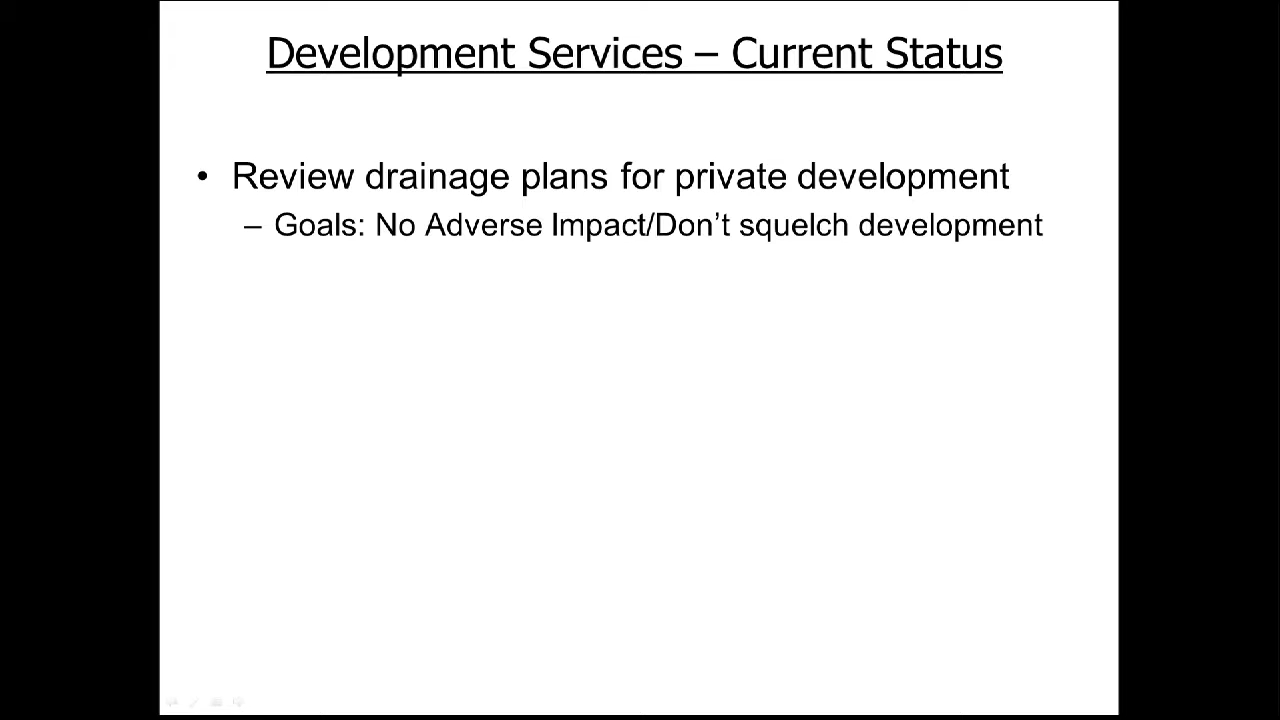 Development Services – Current Status
• Review drainage plans for private development
– Goals: No Adverse Impact/Don’t squelch development